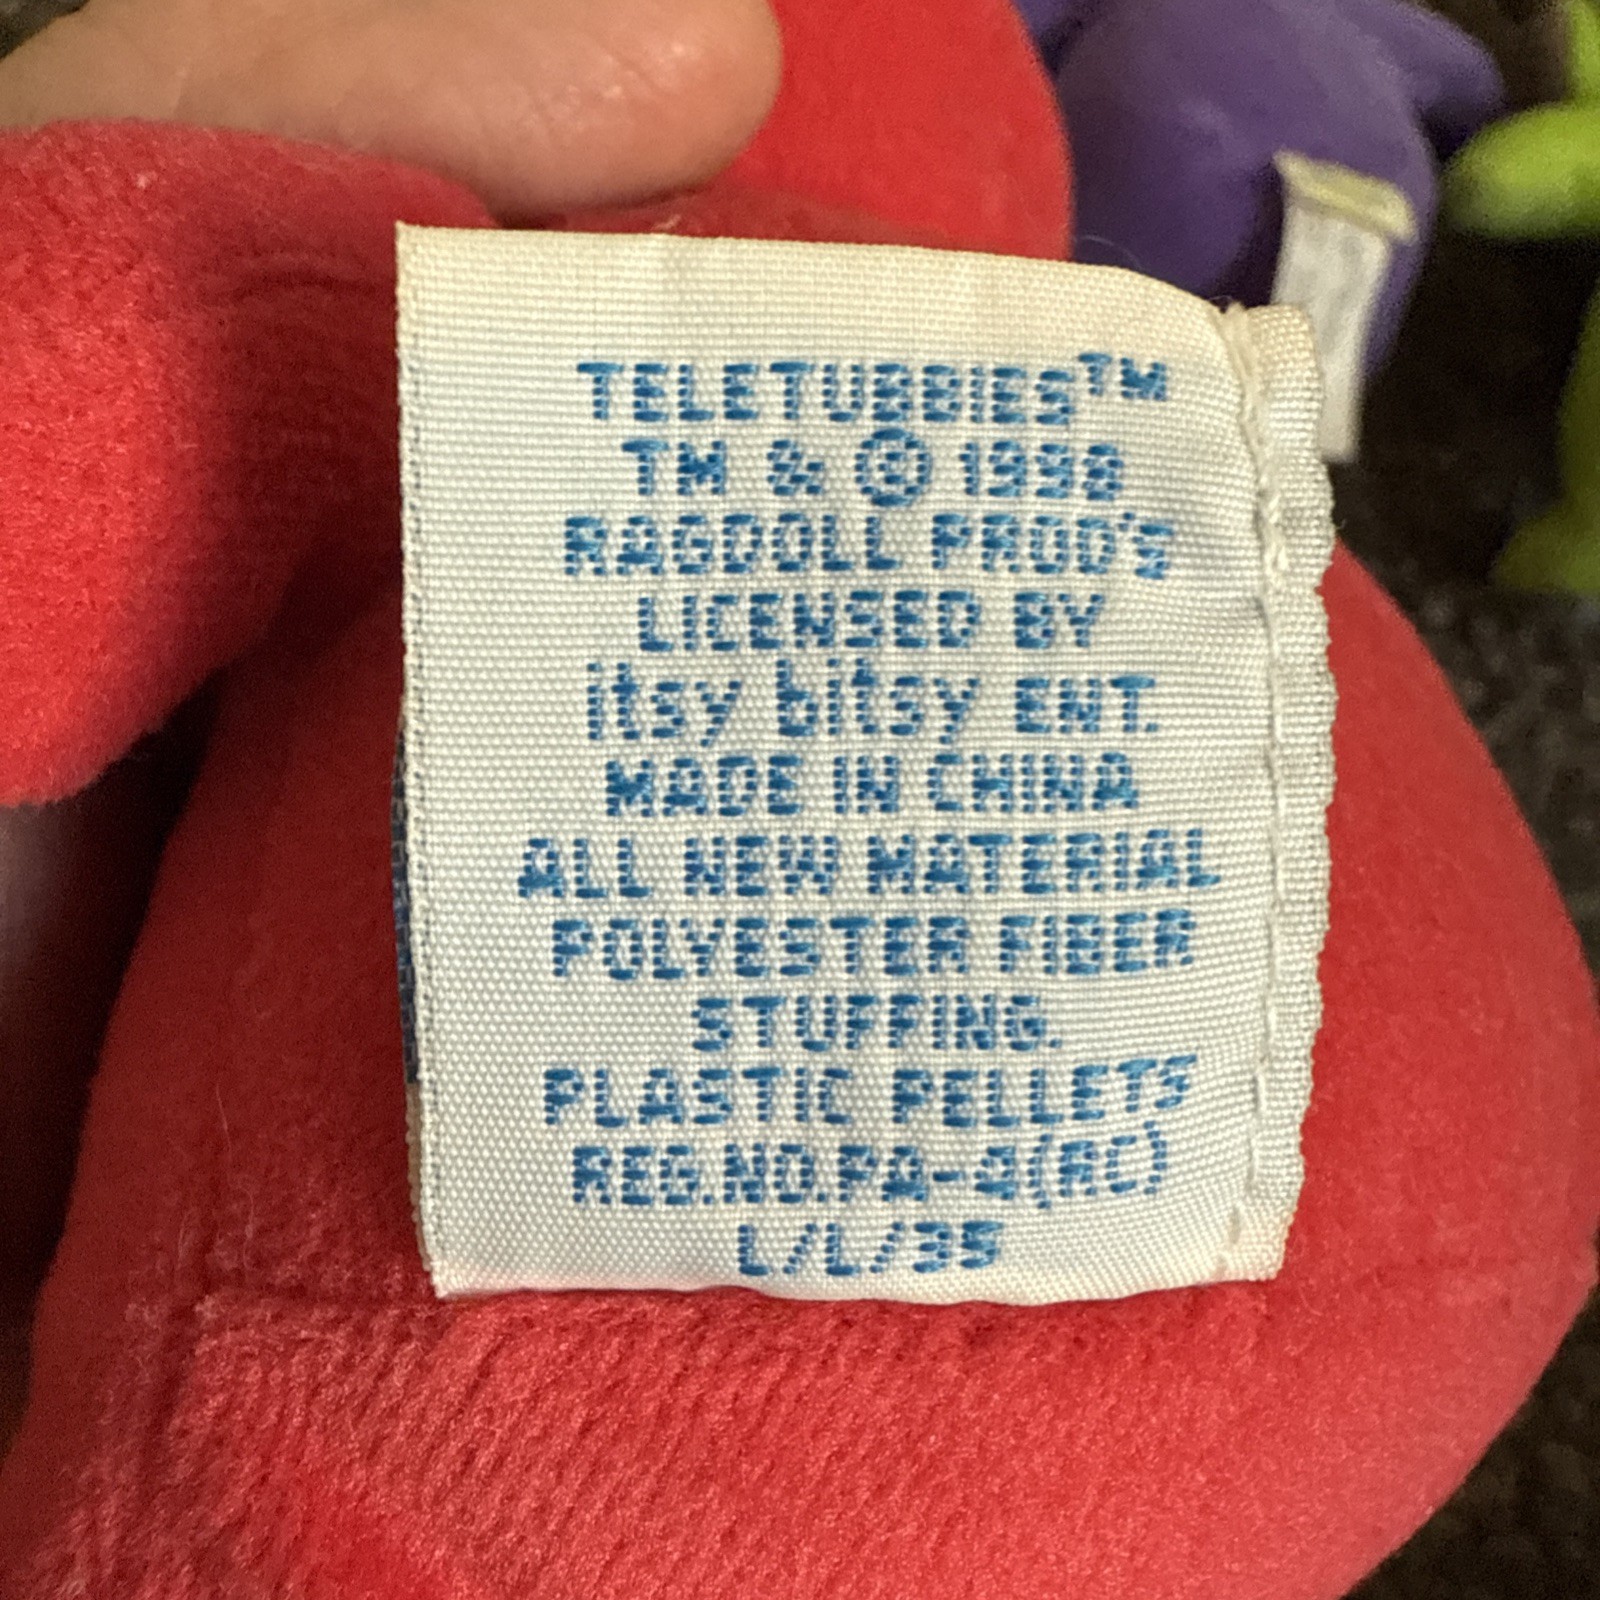 TELETUBBIES™
TM & © 1998
RAGDOLL PROD'S
LICENSED BY
itsy bitsy ENT.
MADE IN CHINA
ALL NEW MATERIAL
POLYESTER FIBER
STUFFING.
PLASTIC PELLETS
REG.NO.PA-4(RC)
L/L/35